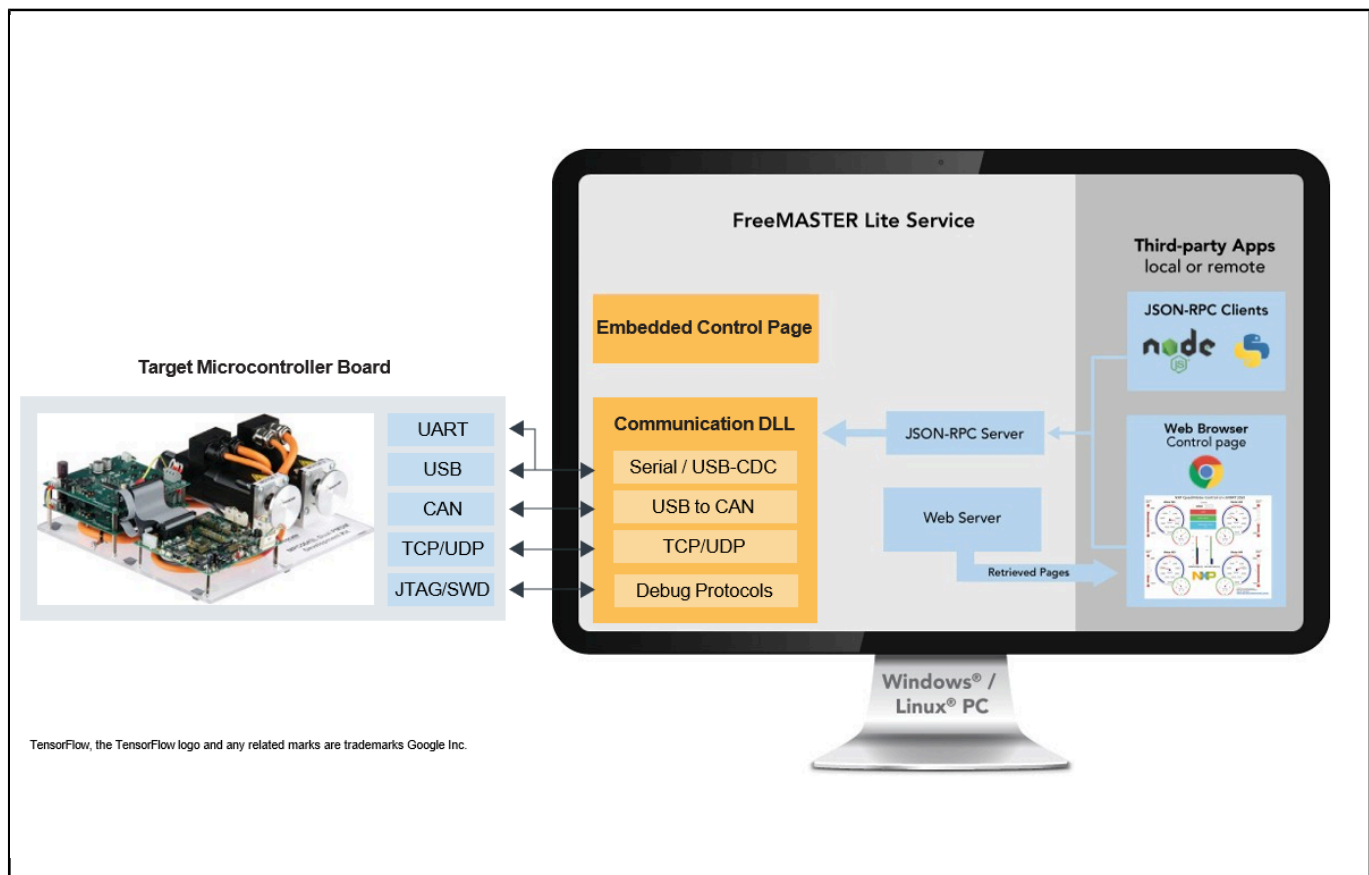 FreeMASTER Lite Service
Third-party Apps
local or remote
JSON-RPC Clients
node
JS
Embedded Control Page
Target Microcontroller Board
UART
USB
CAN
TCP/UDP
JTAG/SWD
Communication DLL
Serial / USB-CDC
USB to CAN
TCP/UDP
Debug Protocols
JSON-RPC Server
Web Server
Retrieved Pages
Web Browser
Control page
NXP
Windows® /
Linux® PC
TensorFlow, the TensorFlow logo and any related marks are trademarks Google Inc.